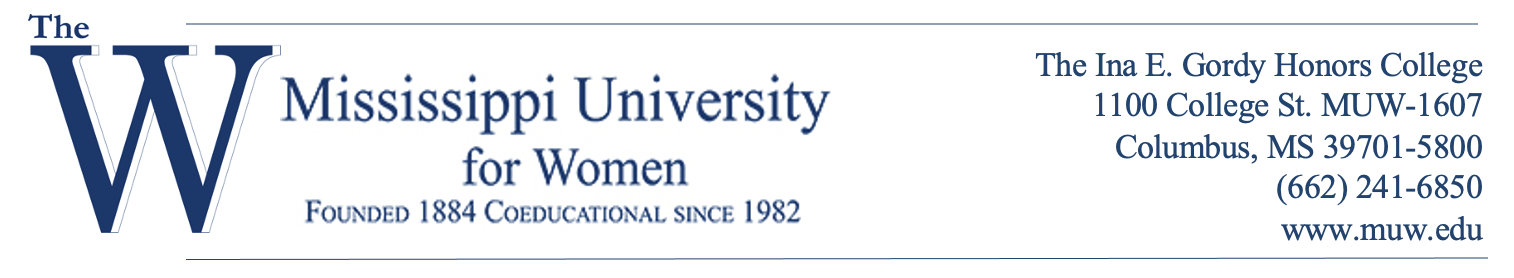 The
W
Mississippi University
for Women
FOUNDED 1884 COEDUCATIONAL SINCE 1982
The Ina E. Gordy Honors College
1100 College St. MUW-1607
Columbus, MS 39701-5800
(662) 241-6850
www.muw.edu